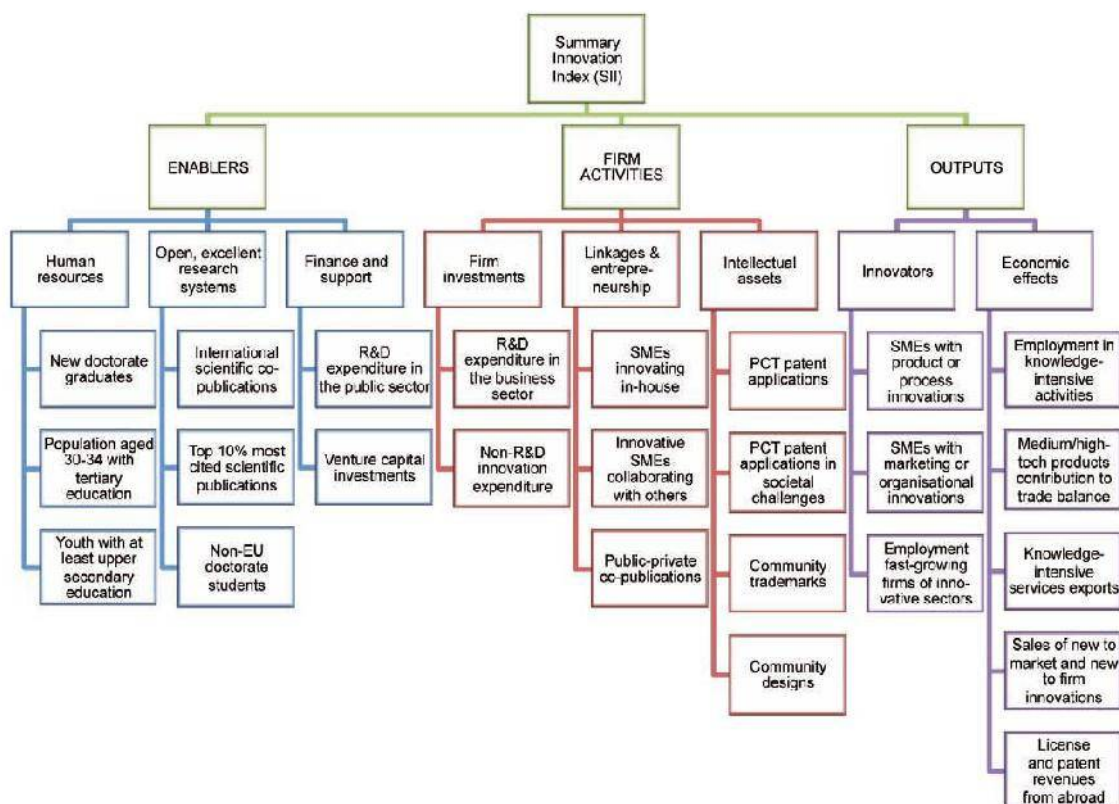 Summary
Innovation
Index (SII)
ENABLERS
FIRM
ACTIVITIES
OUTPUTS
Human
resources
Open, excellent
research
systems
Finance and
support
Firm
investments
Linkages &
entrepre-
neurship
Intellectual
assets
Innovators
Economic
effects
New doctorate
graduates
International
scientific co-
publications
R&D
expenditure in
the public sector
R&D
expenditure in
the business
sector
SMEs
innovating
in-house
PCT patent
applications
SMEs with
product or
process
innovations
Employment in
knowledge-
intensive
activities
Population aged
30-34 with
tertiary
education
Top 10% most
cited scientific
publications
Venture capital
investments
Non-R&D
innovation
expenditure
Innovative
SMEs
collaborating
with others
PCT patent
applications in
societal
challenges
SMEs with
marketing or
organisational
innovations
Medium/high-
tech products
contribution to
trade balance
Youth with at
least upper
secondary
education
Non-EU
doctorate
students
Public-private
co-publications
Community
trademarks
Employment
fast-growing
firms of inno-
vative sectors
Knowledge-
intensive
services exports
Community
designs
Sales of new to
market and new
to firm
innovations
License
and patent
revenues
from abroad